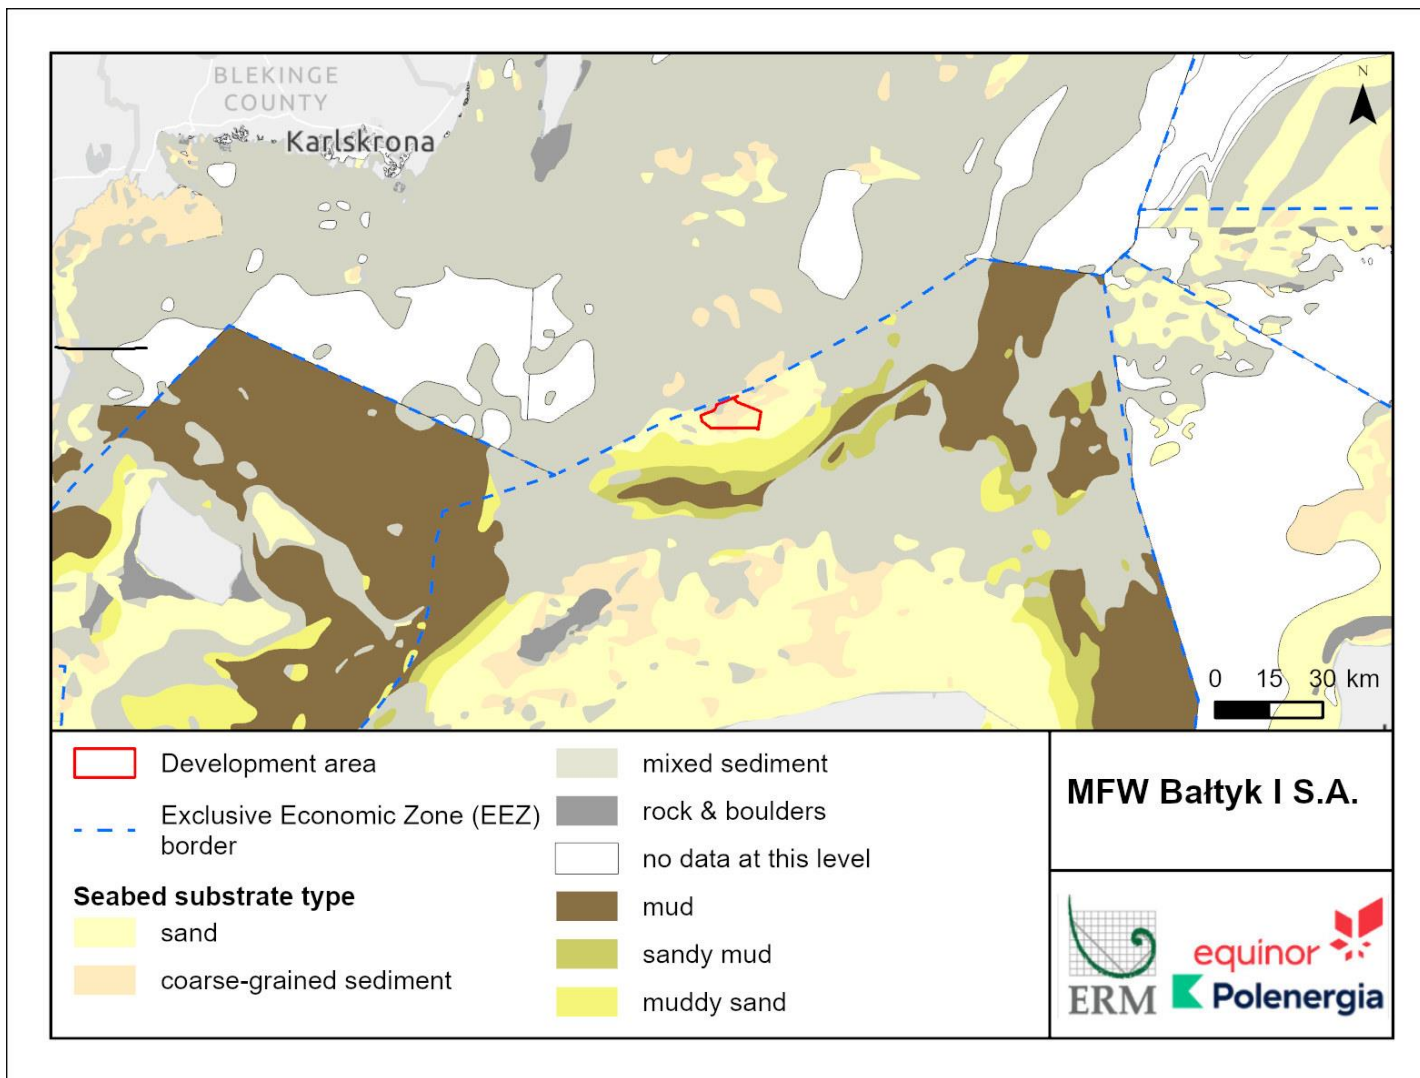 BLEKINGE
COUNTY
Karlskrona
N
0 15 30 km
Development area
Exclusive Economic Zone (EEZ)
border
Seabed substrate type
sand
coarse-grained sediment
mixed sediment
rock & boulders
no data at this level
mud
sandy mud
muddy sand
MFW Bałtyk I S.A.
ERM
equinor
Polenergia